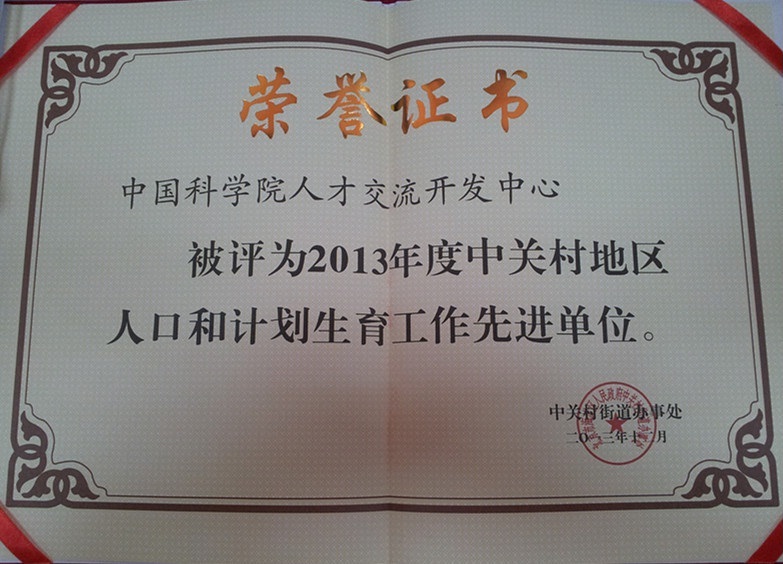 荣誉证书
中国科学院人才交流开发中心
被评为2013年度中关村地区
人口和计划生育工作先进单位。
中关村街道办事处